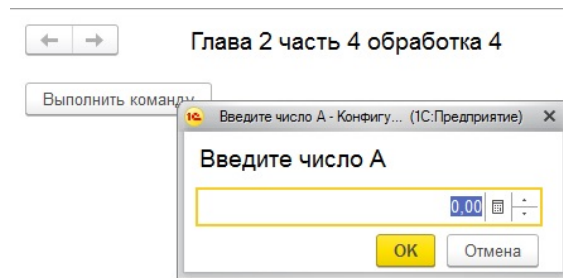 Глава 2 часть 4 обработка 4
Выполнить команду
1С Введите число А - Конфигу... (1С:Предприятие)
Введите число А
0,00
ОК Отмена